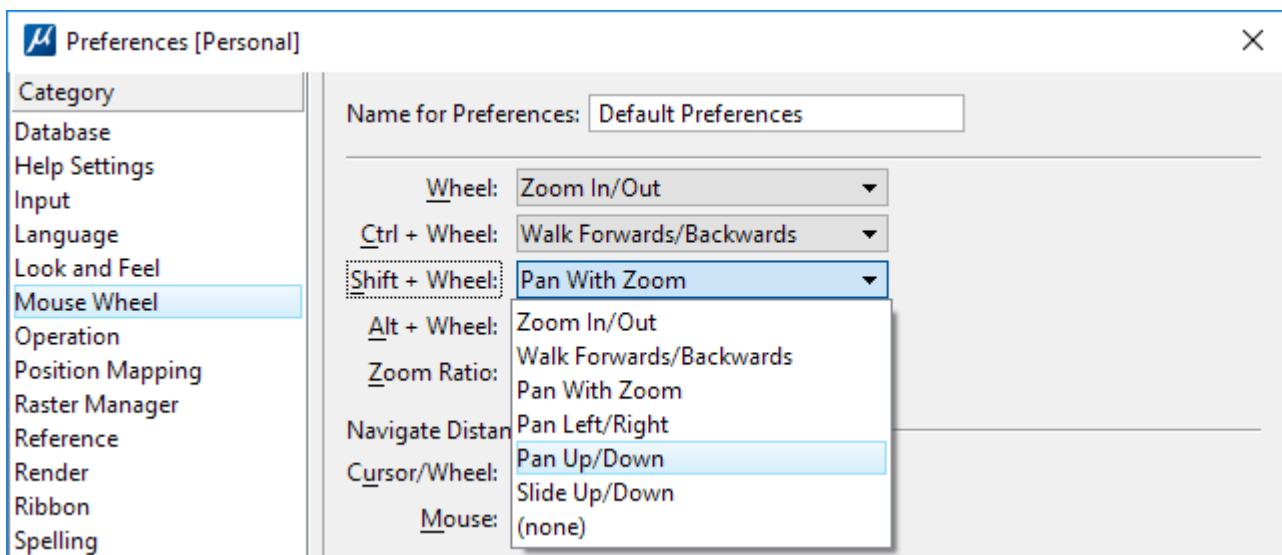 Preferences [Personal]
Category
Database
Help Settings
Input
Language
Look and Feel
Mouse Wheel
Operation
Position Mapping
Raster Manager
Reference
Render
Ribbon
Spelling
Name for Preferences: Default Preferences
Wheel: Zoom In/Out
Ctrl + Wheel: Walk Forwards/Backwards
Shift + Wheel: Pan With Zoom
Alt + Wheel:
Zoom Ratio:
Navigate Distan
Cursor/Wheel:
Mouse:
Zoom In/Out
Walk Forwards/Backwards
Pan With Zoom
Pan Left/Right
Pan Up/Down
Slide Up/Down
(none)